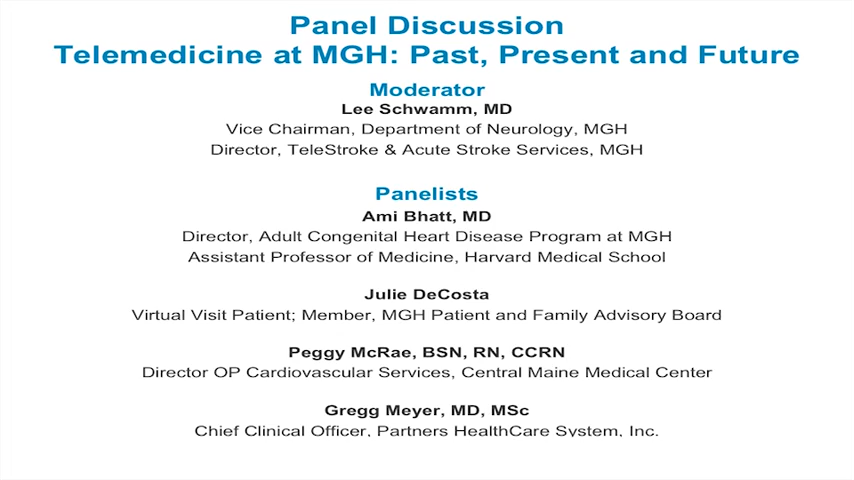 Panel Discussion
Telemedicine at MGH: Past, Present and Future
Moderator
Lee Schwamm, MD
Vice Chairman, Department of Neurology, MGH
Director, TeleStroke & Acute Stroke Services, MGH
Panelists
Ami Bhatt, MD
Director, Adult Congenital Heart Disease Program at MGH
Assistant Professor of Medicine, Harvard Medical School
Julie DeCosta
Virtual Visit Patient; Member, MGH Patient and Family Advisory Board
Peggy McRae, BSN, RN, CCRN
Director OP Cardiovascular Services, Central Maine Medical Center
Gregg Meyer, MD, MSc
Chief Clinical Officer, Partners HealthCare System, Inc.